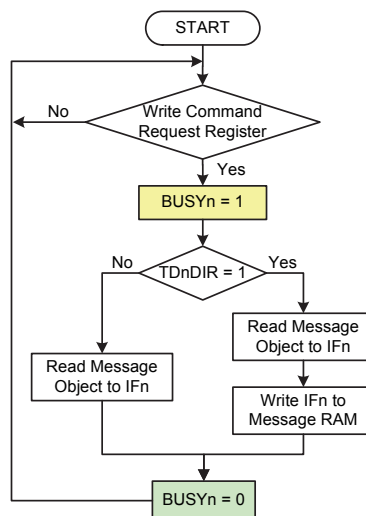 START
No
Write Command
Request Register
Yes
BUSYn = 1
No
TDnDIR = 1
Yes
Read Message
Object to IFn
Read Message
Object to IFn
Write IFn to
Message RAM
BUSYn = 0